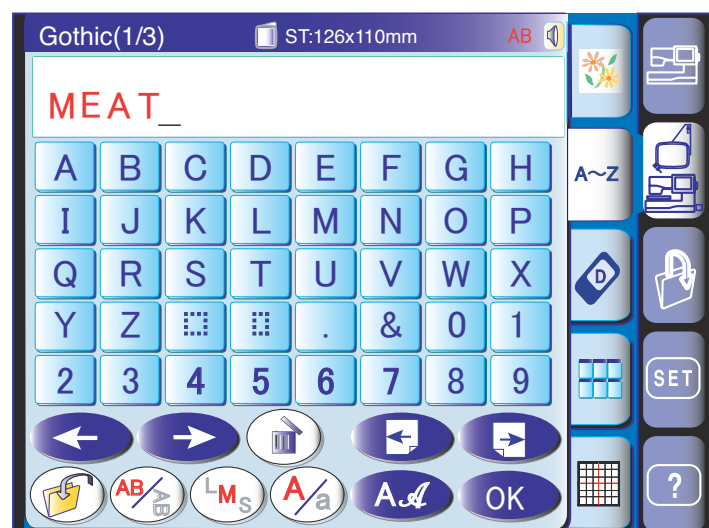 Gothic(1/3) ST:126x110mm AB
MEAT_
A B C D E F G H
A~Z
I J K L M N O P
Q R S T U V W X
D
Y Z . & 0 1
2 3 4 5 6 7 8 9
SET
AB/AB LMS A/a AA OK
?